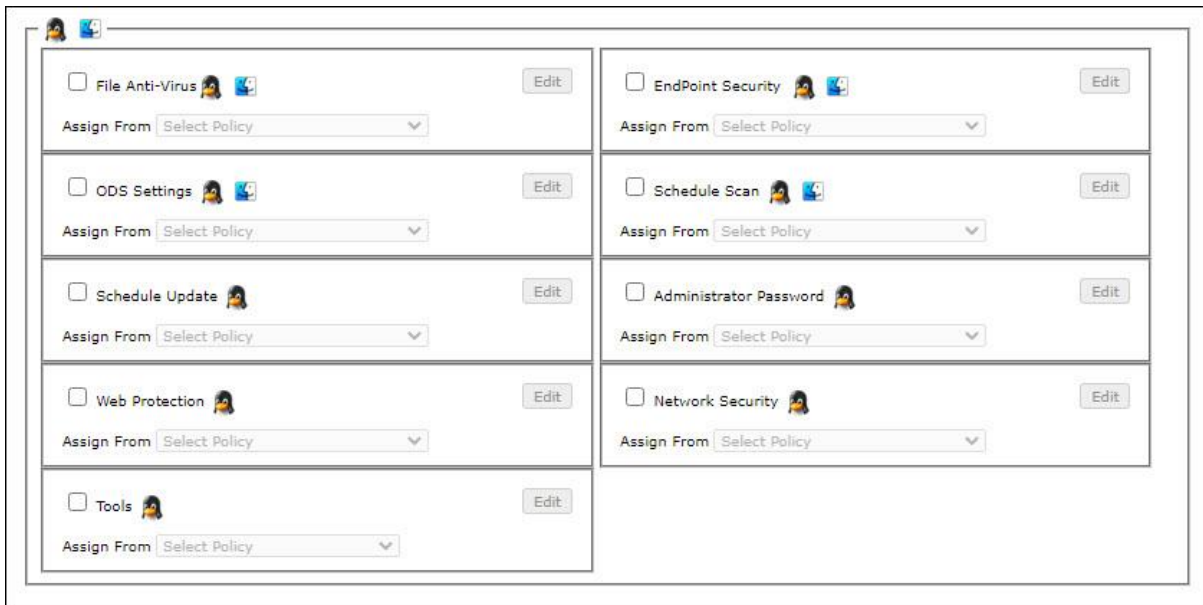 File Anti-Virus Edit
Assign From Select Policy
EndPoint Security Edit
Assign From Select Policy
ODS Settings Edit
Assign From Select Policy
Schedule Scan Edit
Assign From Select Policy
Schedule Update Edit
Assign From Select Policy
Administrator Password Edit
Assign From Select Policy
Web Protection Edit
Assign From Select Policy
Network Security Edit
Assign From Select Policy
Tools Edit
Assign From Select Policy